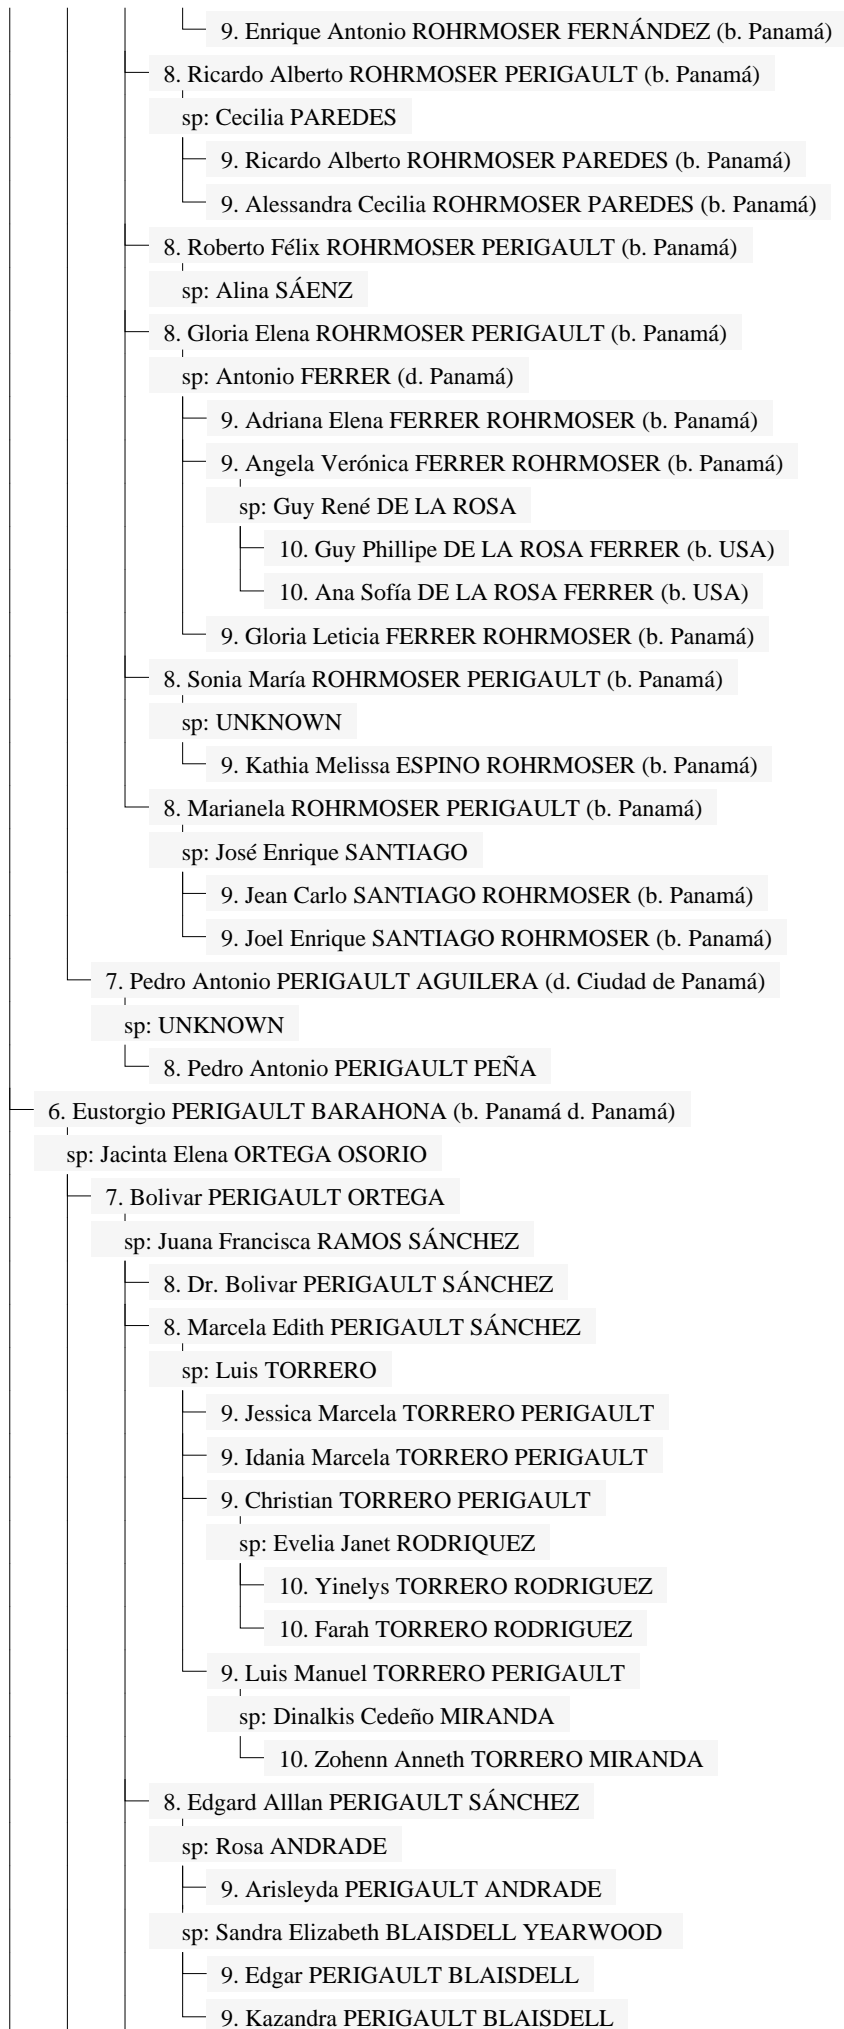 9. Enrique Antonio ROHRMOSER FERNÁNDEZ (b. Panamá)
8. Ricardo Alberto ROHRMOSER PERIGAULT (b. Panamá)
sp: Cecilia PAREDES
9. Ricardo Alberto ROHRMOSER PAREDES (b. Panamá)
9. Alessandra Cecilia ROHRMOSER PAREDES (b. Panamá)
8. Roberto Félix ROHRMOSER PERIGAULT (b. Panamá)
sp: Alina SÁENZ
8. Gloria Elena ROHRMOSER PERIGAULT (b. Panamá)
sp: Antonio FERRER (d. Panamá)
9. Adriana Elena FERRER ROHRMOSER (b. Panamá)
9. Angela Verónica FERRER ROHRMOSER (b. Panamá)
sp: Guy René DE LA ROSA
10. Guy Phillipe DE LA ROSA FERRER (b. USA)
10. Ana Sofía DE LA ROSA FERRER (b. USA)
9. Gloria Leticia FERRER ROHRMOSER (b. Panamá)
8. Sonia María ROHRMOSER PERIGAULT (b. Panamá)
sp: UNKNOWN
9. Kathia Melissa ESPINO ROHRMOSER (b. Panamá)
8. Marianela ROHRMOSER PERIGAULT (b. Panamá)
sp: José Enrique SANTIAGO
9. Jean Carlo SANTIAGO ROHRMOSER (b. Panamá)
9. Joel Enrique SANTIAGO ROHRMOSER (b. Panamá)
7. Pedro Antonio PERIGAULT AGUILERA (d. Ciudad de Panamá)
sp: UNKNOWN
8. Pedro Antonio PERIGAULT PEÑA
6. Eustorgio PERIGAULT BARAHONA (b. Panamá d. Panamá)
sp: Jacinta Elena ORTEGA OSORIO
7. Bolivar PERIGAULT ORTEGA
sp: Juana Francisca RAMOS SÁNCHEZ
8. Dr. Bolivar PERIGAULT SÁNCHEZ
8. Marcela Edith PERIGAULT SÁNCHEZ
sp: Luis TORRERO
9. Jessica Marcela TORRERO PERIGAULT
9. Idania Marcela TORRERO PERIGAULT
9. Christian TORRERO PERIGAULT
sp: Evelia Janet RODRIQUEZ
10. Yinelys TORRERO RODRIGUEZ
10. Farah TORRERO RODRIGUEZ
9. Luis Manuel TORRERO PERIGAULT
sp: Dinalkis Cedeño MIRANDA
10. Zohenn Anneth TORRERO MIRANDA
8. Edgard Alllan PERIGAULT SÁNCHEZ
sp: Rosa ANDRADE
9. Arisleyda PERIGAULT ANDRADE
sp: Sandra Elizabeth BLAISDELL YEARWOOD
9. Edgar PERIGAULT BLAISDELL
9. Kazandra PERIGAULT BLAISDELL